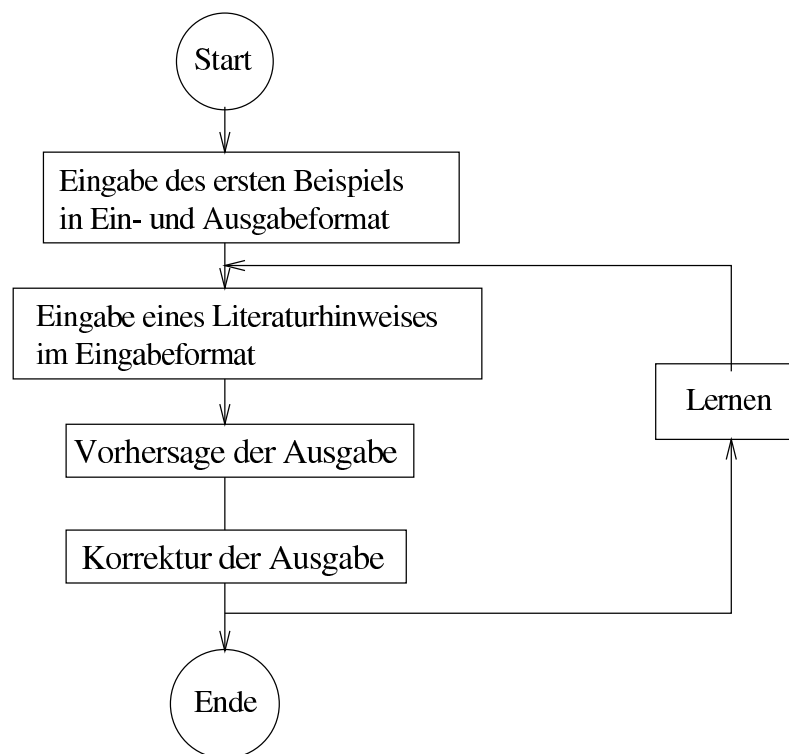 Start
Eingabe des ersten Beispiels
in Ein- und Ausgabeformat
Eingabe eines Literaturhinweises
im Eingabeformat
Lernen
Vorhersage der Ausgabe
Korrektur der Ausgabe
Ende